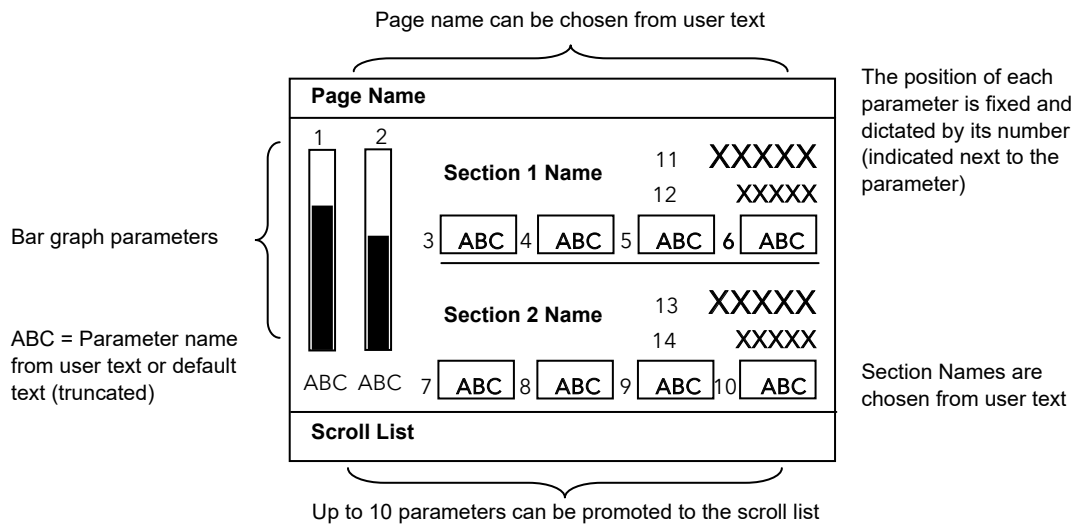 Page name can be chosen from user text
Page Name
The position of each
parameter is fixed and
dictated by its number
(indicated next to the
parameter)
1 2
Section 1 Name
11 XXXXX
12 XXXXX
Bar graph parameters
3 ABC 4 ABC 5 ABC 6 ABC
Section 2 Name
13 XXXXX
14 XXXXX
ABC = Parameter name
from user text or default
text (truncated)
ABC ABC
7 ABC 8 ABC 9 ABC 10 ABC
Section Names are
chosen from user text
Scroll List
Up to 10 parameters can be promoted to the scroll list